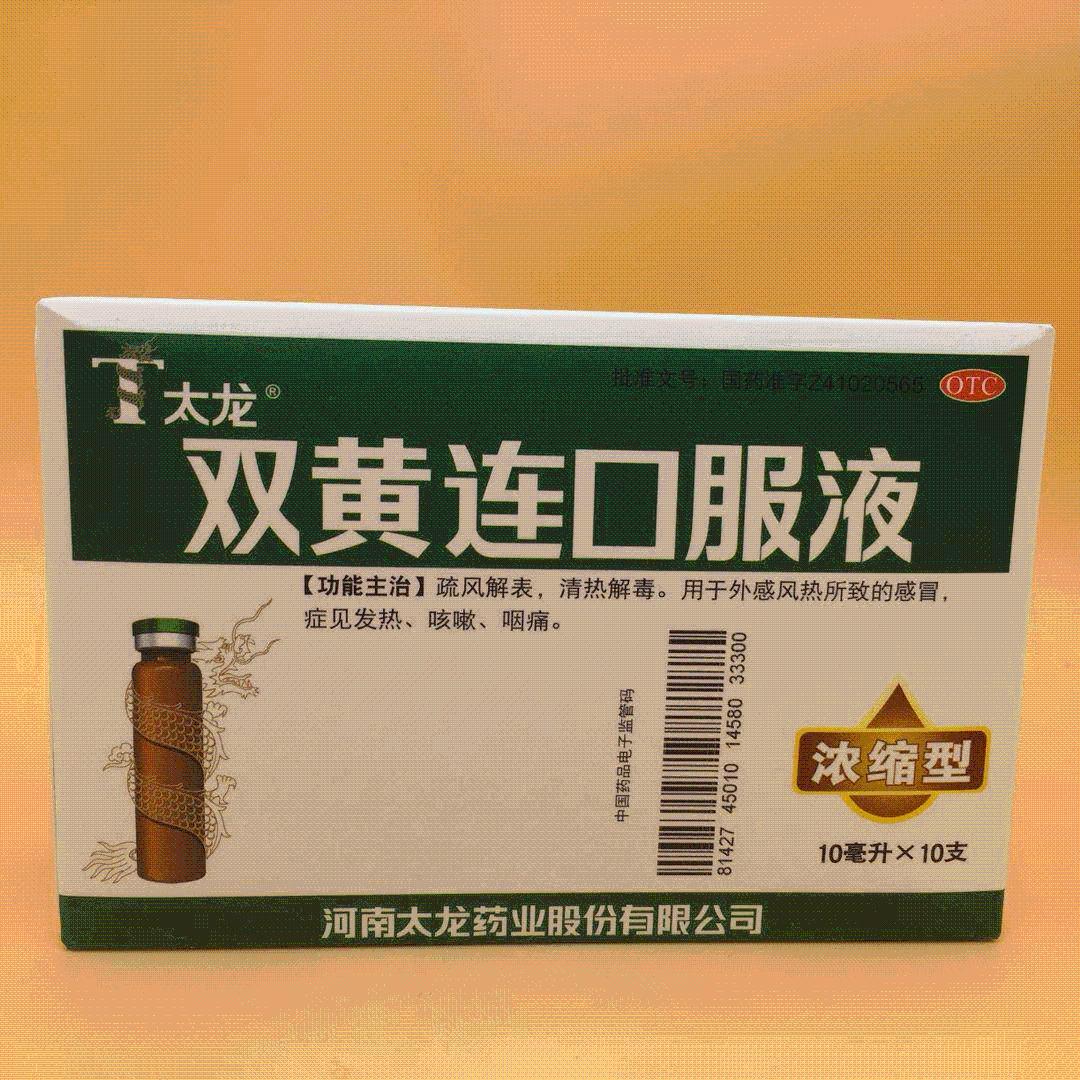 太龙®
批准文号：国药准字Z41020565
OTC
双黄连口服液
【功能主治】疏风解表，清热解毒。用于外感风热所致的感冒，
症见发热、咳嗽、咽痛。
中国药品电子监管码
81427 45010 14580 33300
浓缩型
10毫升×10支
河南太龙药业股份有限公司